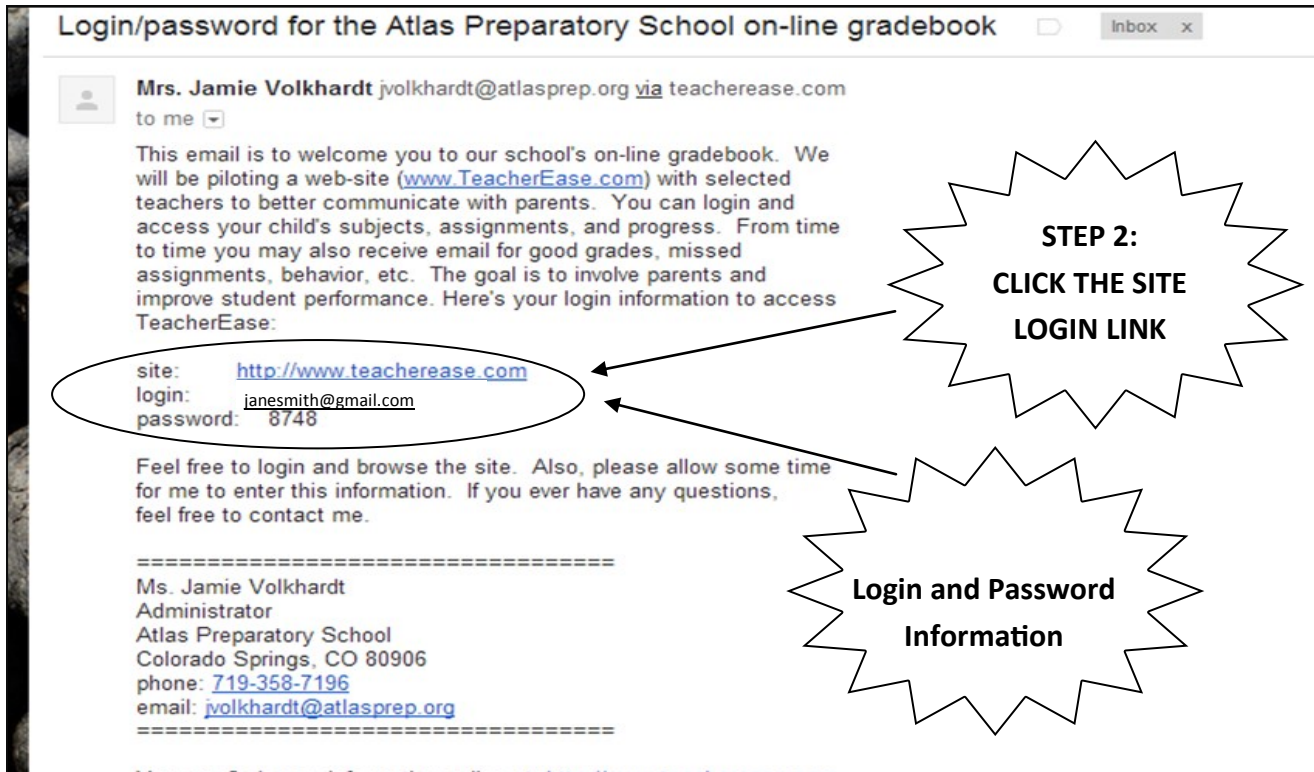 Login/password for the Atlas Preparatory School on-line gradebook Inbox x
Mrs. Jamie Volkhardt jvolkhardt@atlasprep.org via teacherease.com
to me
This email is to welcome you to our school's on-line gradebook. We
will be piloting a web-site (www.TeacherEase.com) with selected
teachers to better communicate with parents. You can login and
access your child's subjects, assignments, and progress. From time
to time you may also receive email for good grades, missed
assignments, behavior, etc. The goal is to involve parents and
improve student performance. Here's your login information to access
TeacherEase:
site: http://www.teacherease.com
login: janesmith@gmail.com
password: 8748
Feel free to login and browse the site. Also, please allow some time
for me to enter this information. If you ever have any questions,
feel free to contact me.
==================================
Ms. Jamie Volkhardt
Administrator
Atlas Preparatory School
Colorado Springs, CO 80906
phone: 719-358-7196
email: jvolkhardt@atlasprep.org
==================================
STEP 2:
CLICK THE SITE
LOGIN LINK
Login and Password
Information